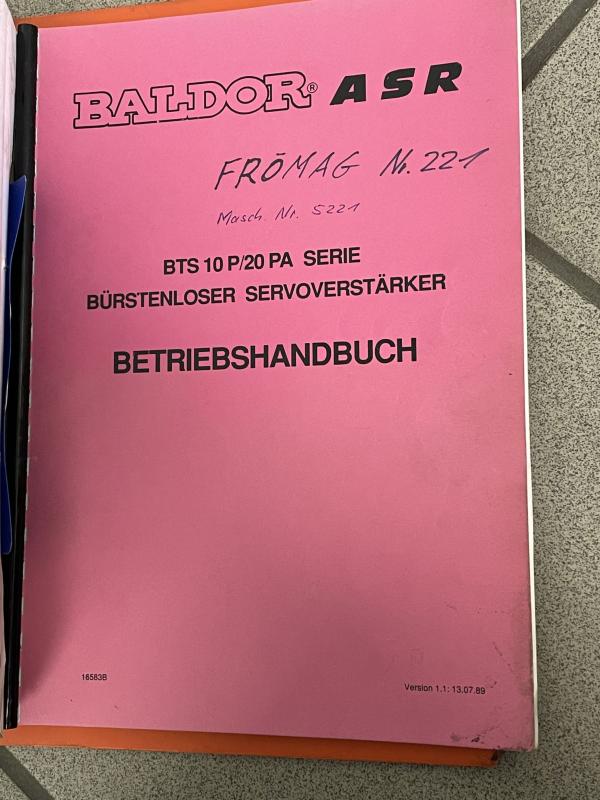 BALDOR® ASR
FRÖMAG Nr. 221
Masch. Nr. 5221
BTS 10 P/20 PA SERIE
BÜRSTENLOSER SERVOVERSTÄRKER
BETRIEBSHANDBUCH
16583B
Version 1.1: 13.07.89